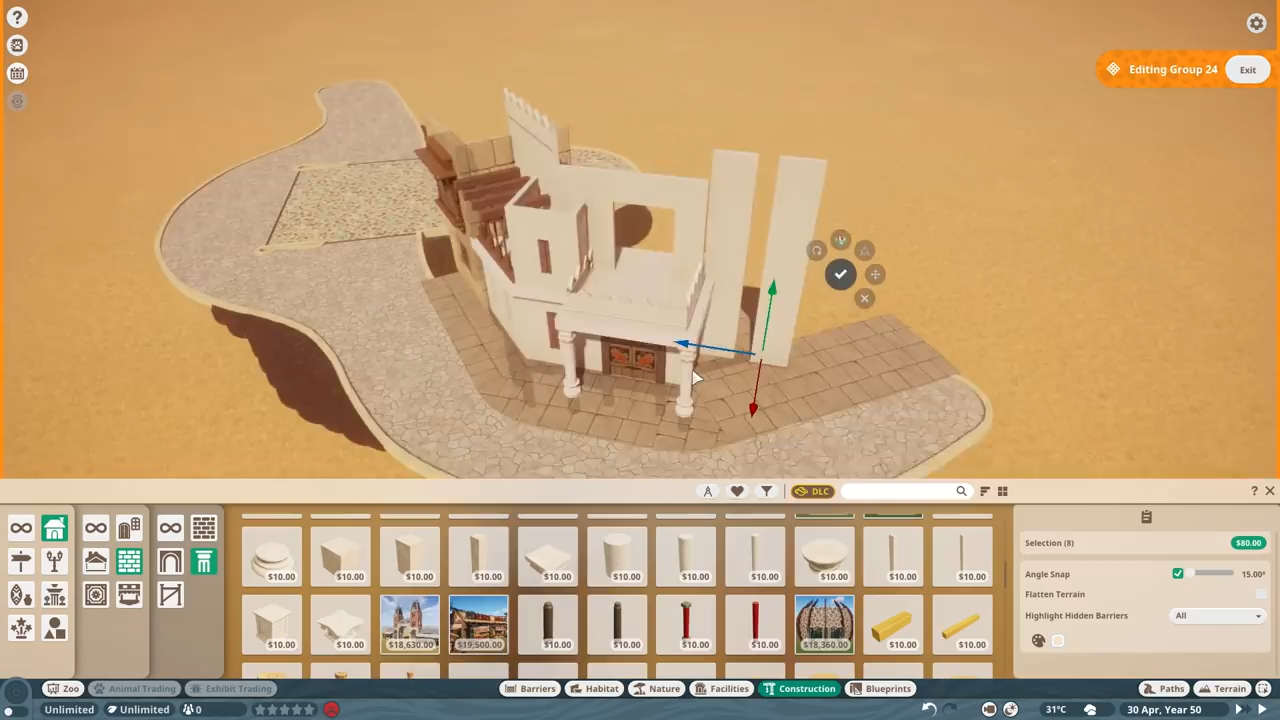 ?
Editing Group 24
Exit
DLC
?
$10.00 $10.00 $10.00 $10.00 $10.00 $10.00 $10.00 $10.00 $10.00 $10.00 $10.00
$10.00 $10.00 $18,630.00 $19,500.00 $10.00 $10.00 $10.00 $10.00 $18,360.00 $10.00 $10.00
Selection (8) $80.00
Angle Snap 15.00°
Flatten Terrain
Highlight Hidden Barriers All
Zoo Animal Trading Exhibit Trading Barriers Habitat Nature Facilities Construction Blueprints Paths Terrain
Unlimited Unlimited 0 31°C 30 Apr, Year 50